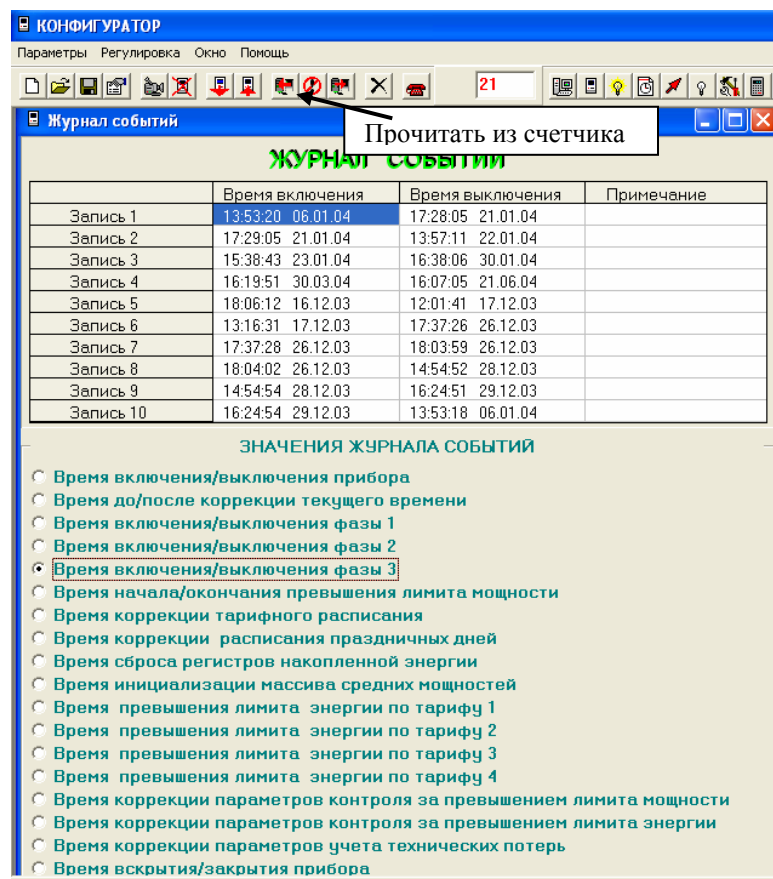 КОНФИГУРАТОР
Параметры Регулировка Окно Помощь
21
Прочитать из счетчика
Журнал событий
ЖУРНАЛ СОБЫТИЙ
Время включения Время выключения Примечание
Запись 1 13:53:20 06.01.04 17:28:05 21.01.04
Запись 2 17:29:05 21.01.04 13:57:11 22.01.04
Запись 3 15:38:43 23.01.04 16:38:06 30.01.04
Запись 4 16:19:51 30.03.04 16:07:05 21.06.04
Запись 5 18:06:12 16.12.03 12:01:41 17.12.03
Запись 6 13:16:31 17.12.03 17:37:26 26.12.03
Запись 7 17:37:28 26.12.03 18:03:59 26.12.03
Запись 8 18:04:02 26.12.03 14:54:52 28.12.03
Запись 9 14:54:54 28.12.03 16:24:51 29.12.03
Запись 10 16:24:54 29.12.03 13:53:18 06.01.04
ЗНАЧЕНИЯ ЖУРНАЛА СОБЫТИЙ
Время включения/выключения прибора
Время до/после коррекции текущего времени
Время включения/выключения фазы 1
Время включения/выключения фазы 2
Время включения/выключения фазы 3
Время начала/окончания превышения лимита мощности
Время коррекции тарифного расписания
Время коррекции расписания праздничных дней
Время сброса регистров накопленной энергии
Время инициализации массива средних мощностей
Время превышения лимита энергии по тарифу 1
Время превышения лимита энергии по тарифу 2
Время превышения лимита энергии по тарифу 3
Время превышения лимита энергии по тарифу 4
Время коррекции параметров контроля за превышением лимита мощности
Время коррекции параметров контроля за превышением лимита энергии
Время коррекции параметров учета технических потерь
Время вскрытия/закрытия прибора